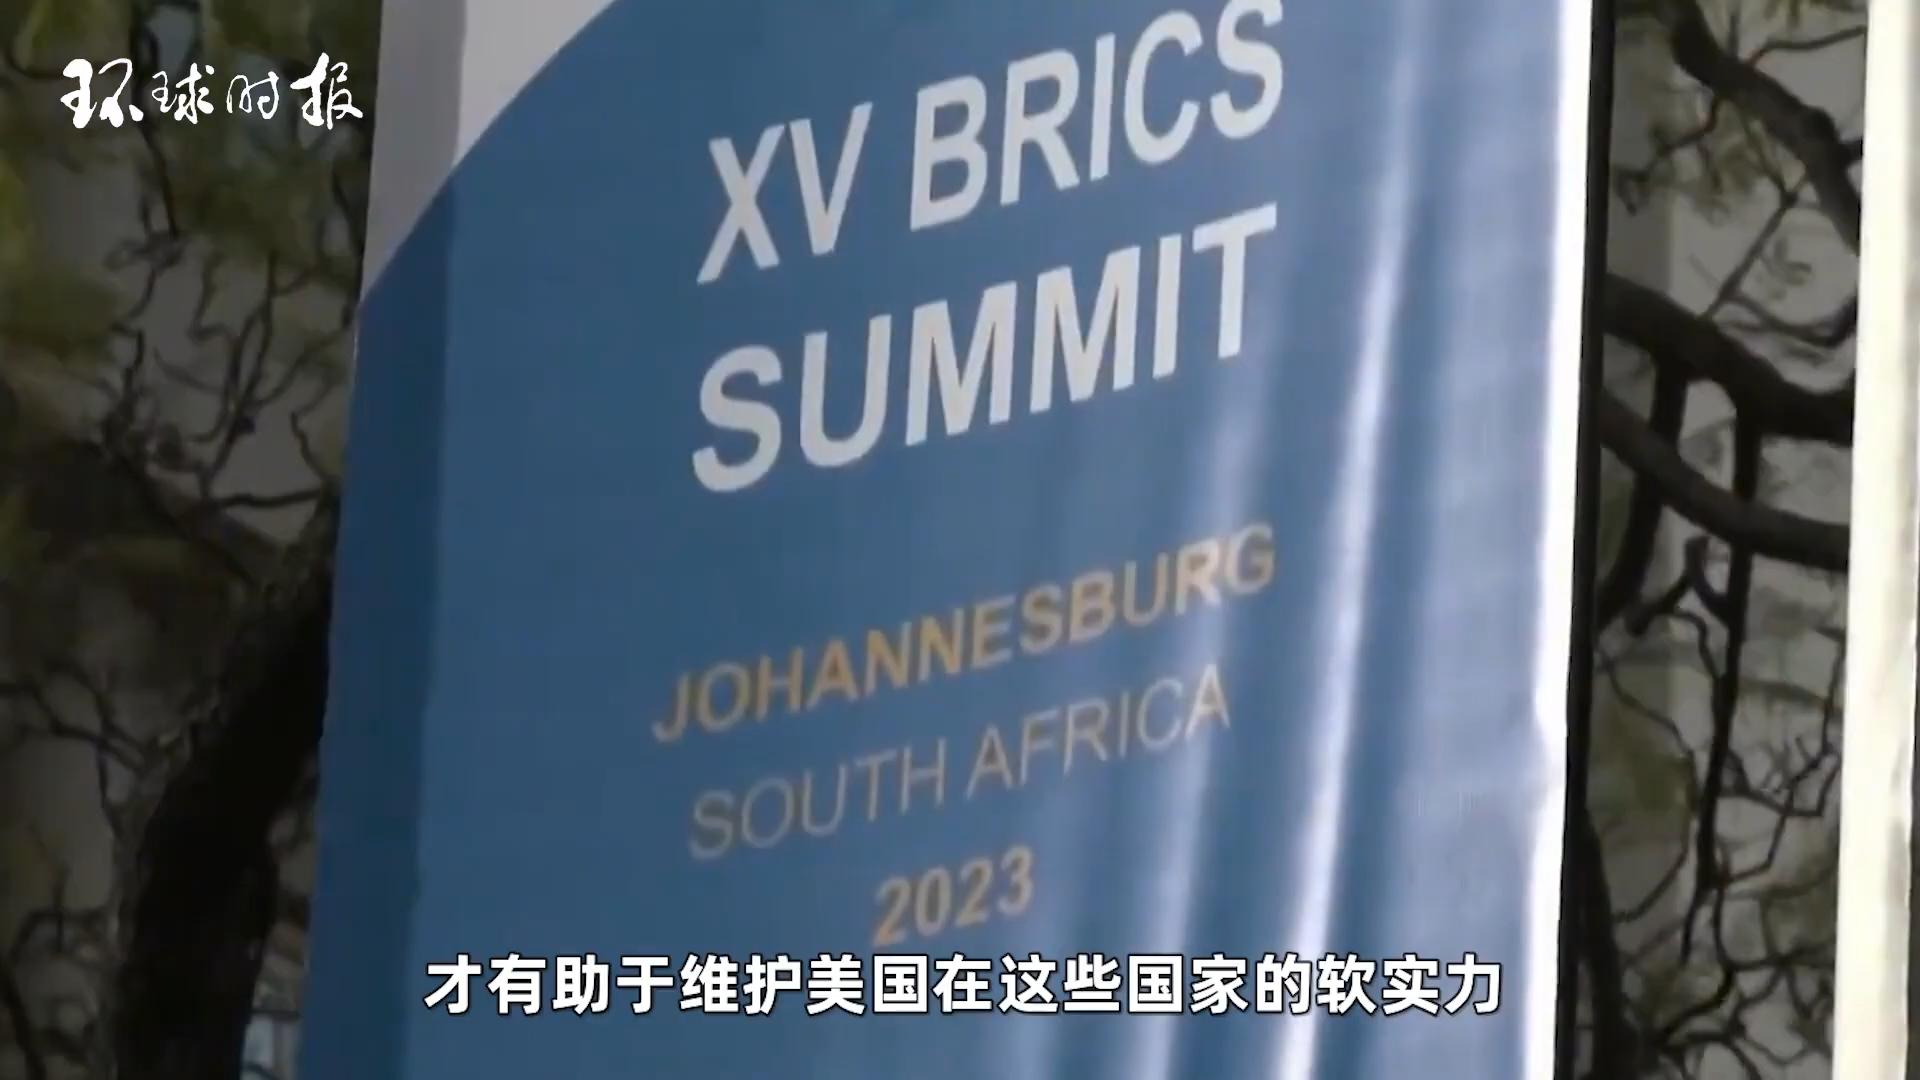 环球时报
XV BRICS
SUMMIT
JOHANNESBURG
SOUTH AFRICA
2023
才有助于维护美国在这些国家的软实力